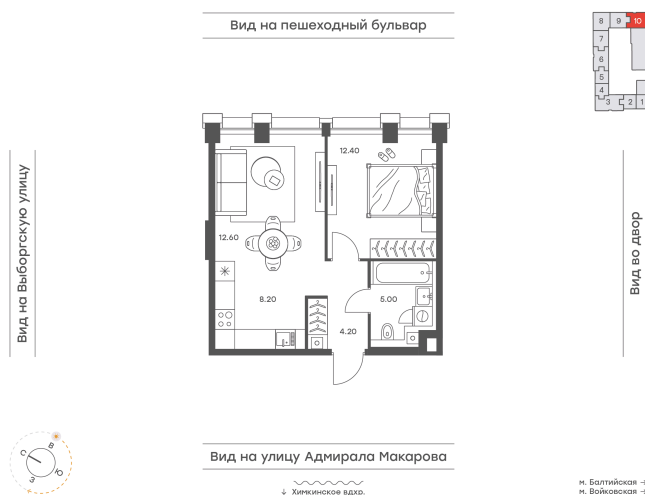 Вид на пешеходный бульвар
8 9 10
7
6
5
4
3 2 1
Вид на Выборгскую улицу
12.40
12.60
8.20
5.00
4.20
Вид во двор
Вид на улицу Адмирала Макарова
С В Ю З
↓ Химкинское вдхр.
м. Балтийская →
м. Войковская →